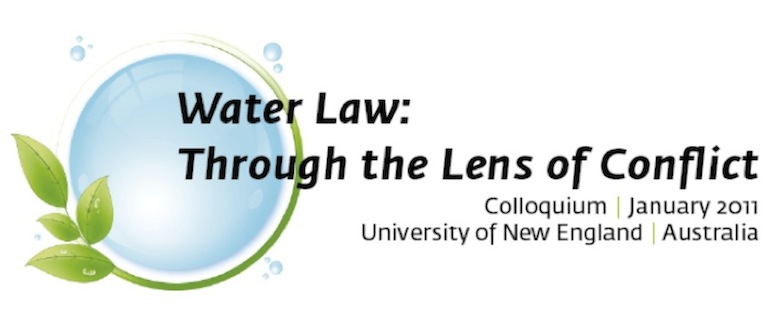 Water Law:
Through the Lens of Conflict
Colloquium | January 2011
University of New England | Australia